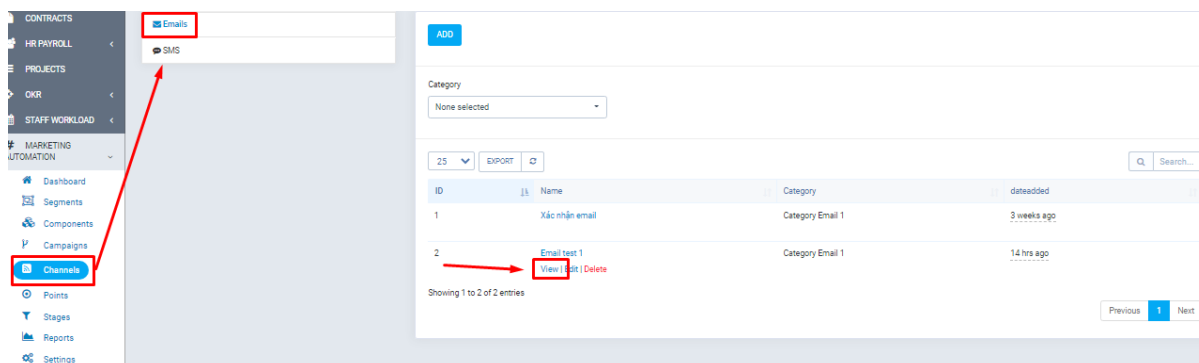 CONTRACTS
HR PAYROLL
PROJECTS
OKR
STAFF WORKLOAD
MARKETING
AUTOMATION
Dashboard
Segments
Components
Campaigns
Channels
Points
Stages
Reports
Settings
Emails
SMS
ADD
Category
None selected
25 EXPORT Search...
ID Name Category dateadded
1 Xác nhận email Category Email 1 3 weeks ago
2 Email test 1 Category Email 1 14 hrs ago
View | Edit | Delete
Showing 1 to 2 of 2 entries
Previous 1 Next